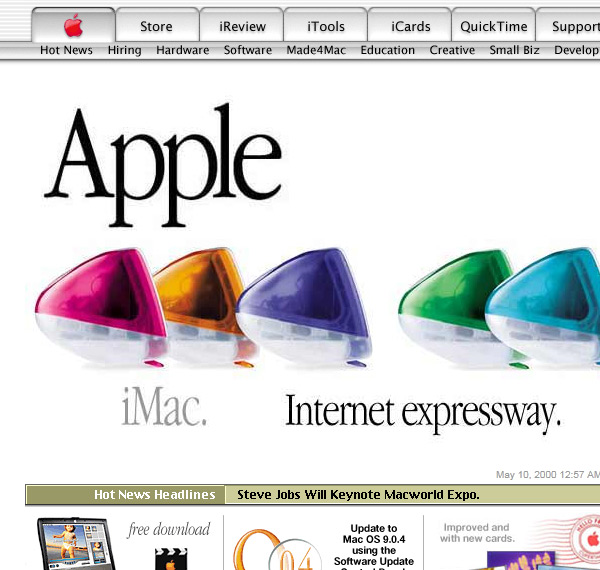 Store iReview iTools iCards QuickTime Support
Hot News Hiring Hardware Software Made4Mac Education Creative Small Biz Develop
Apple
iMac. Internet expressway.
May 10, 2000 12:57 AM
Hot News Headlines Steve Jobs Will Keynote Macworld Expo.
free download
9.04
Update to
Mac OS 9.0.4
using the
Software Update
Improved and
with new cards.